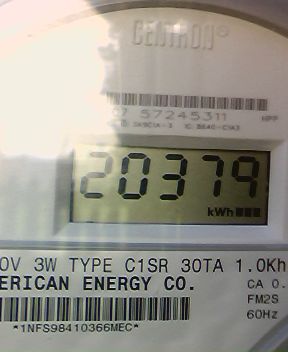 CENTRON®
57245311
20379
kWh
0V 3W TYPE C1SR 30TA 1.0Kh
ERICAN ENERGY CO.
CA 0.
FM2S
*1NFS98410366MEC*
60Hz